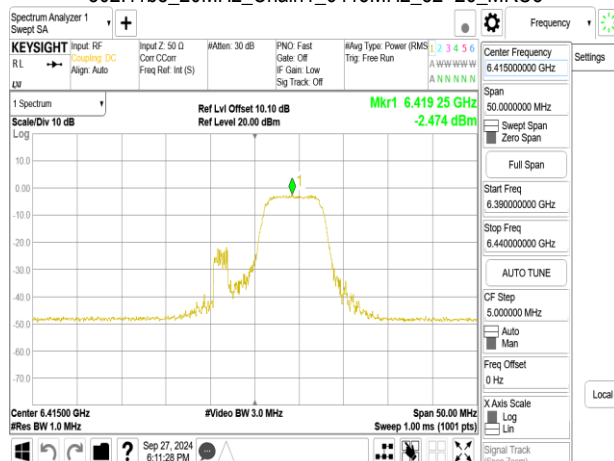 Spectrum Analyzer 1
Swept SA
+
Frequency
Settings
KEYSIGHT
RL
Input: RF
Coupling: DC
Align: Auto
Input Z: 50 Ω
Corr CCorr
Freq Ref: Int (S)
#Atten: 30 dB
PNO: Fast
Gate: Off
IF Gain: Low
Sig Track: Off
#Avg Type: Power (RMS
Trig: Free Run
1 2 3 4 5 6
A W W W W W
A N N N N N
LXI
1 Spectrum
Scale/Div 10 dB
Log
Ref Lvl Offset 10.10 dB
Ref Level 20.00 dBm
Mkr1 6.419 25 GHz
-2.474 dBm
1
10.0
0.00
-10.0
-20.0
-30.0
-40.0
-50.0
-60.0
-70.0
Center 6.41500 GHz
#Res BW 1.0 MHz
#Video BW 3.0 MHz
Span 50.00 MHz
Sweep 1.00 ms (1001 pts)
Center Frequency
6.415000000 GHz
Span
50.0000000 MHz
Swept Span
Zero Span
Full Span
Start Freq
6.390000000 GHz
Stop Freq
6.440000000 GHz
AUTO TUNE
CF Step
5.000000 MHz
Auto
Man
Freq Offset
0 Hz
X Axis Scale
Log
Lin
Signal Track
Local
?
Sep 27, 2024
6:11:28 PM